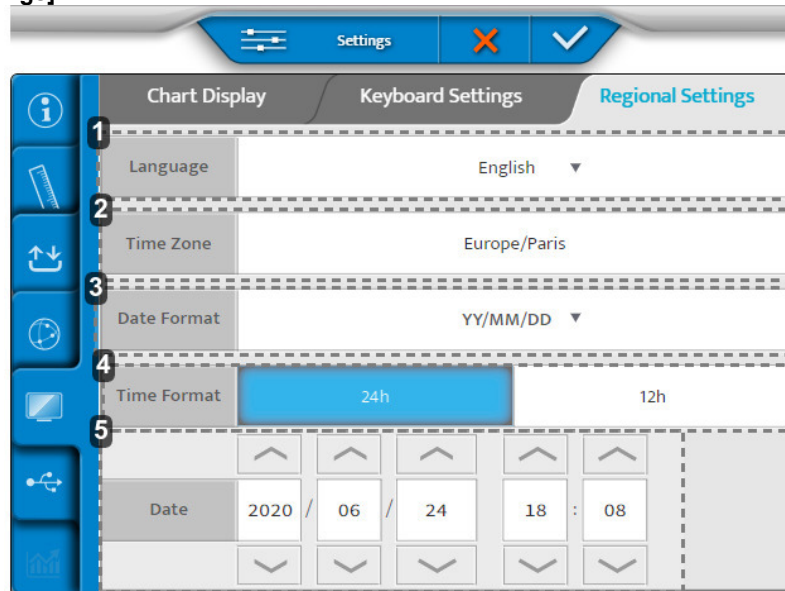 ge]
Settings
Chart Display Keyboard Settings Regional Settings
1
Language English
2
Time Zone Europe/Paris
3
Date Format YY/MM/DD
4
Time Format 24h 12h
5
Date 2020 / 06 / 24 18 : 08